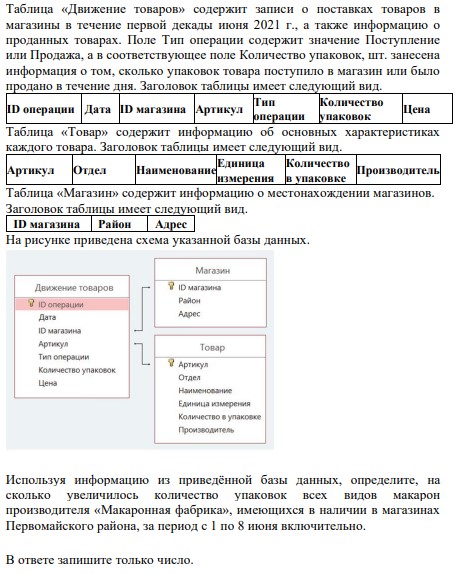 Таблица «Движение товаров» содержит записи о поставках товаров в
магазины в течение первой декады июня 2021 г., а также информацию о
проданных товарах. Поле Тип операции содержит значение Поступление
или Продажа, а в соответствующее поле Количество упаковок, шт. занесена
информация о том, сколько упаковок товара поступило в магазин или было
продано в течение дня. Заголовок таблицы имеет следующий вид.
ID операции Дата ID магазина Артикул Тип операции Количество упаковок Цена
Таблица «Товар» содержит информацию об основных характеристиках
каждого товара. Заголовок таблицы имеет следующий вид.
Артикул Отдел Наименование Единица измерения Количество в упаковке Производитель
Таблица «Магазин» содержит информацию о местонахождении магазинов.
Заголовок таблицы имеет следующий вид.
ID магазина Район Адрес
На рисунке приведена схема указанной базы данных.
Движение товаров
ID операции
Дата
ID магазина
Артикул
Тип операции
Количество упаковок
Цена
Магазин
ID магазина
Район
Адрес
Товар
Артикул
Отдел
Наименование
Единица измерения
Количество в упаковке
Производитель
Используя информацию из приведённой базы данных, определите, на
сколько увеличилось количество упаковок всех видов макарон
производителя «Макаронная фабрика», имеющихся в наличии в магазинах
Первомайского района, за период с 1 по 8 июня включительно.
В ответе запишите только число.